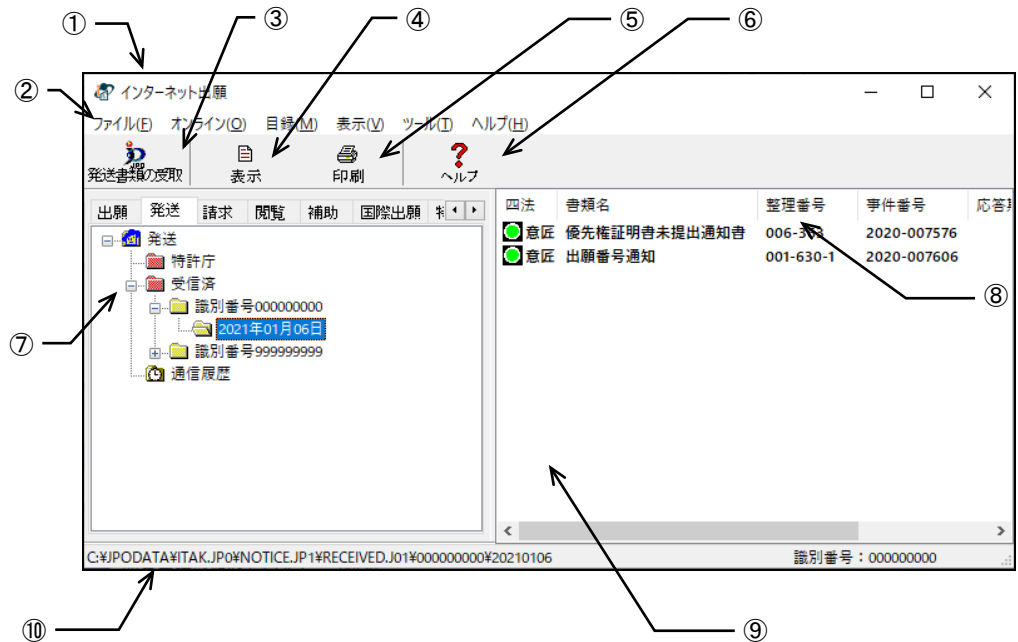 ① ③ ④ ⑤ ⑥
②
インターネット出願
ファイル(F) オンライン(O) 目録(M) 表示(V) ツール(T) ヘルプ(H)
発送書類の受取 表示 印刷 ヘルプ
出願 発送 請求 閲覧 補助 国際出願
四法 書類名 整理番号 事件番号 応答
意匠 優先権証明書未提出通知書 006- 2020-007576
意匠 出願番号通知 001-630-1 2020-007606
発送
特許庁
受信済
識別番号000000000
2021年01月06日
識別番号999999999
通信履歴
⑦
⑧
C:¥JPODATA¥ITAK.JP0¥NOTICE.JP1¥RECEIVED.J01¥000000000¥20210106 識別番号：000000000
⑩ ⑨